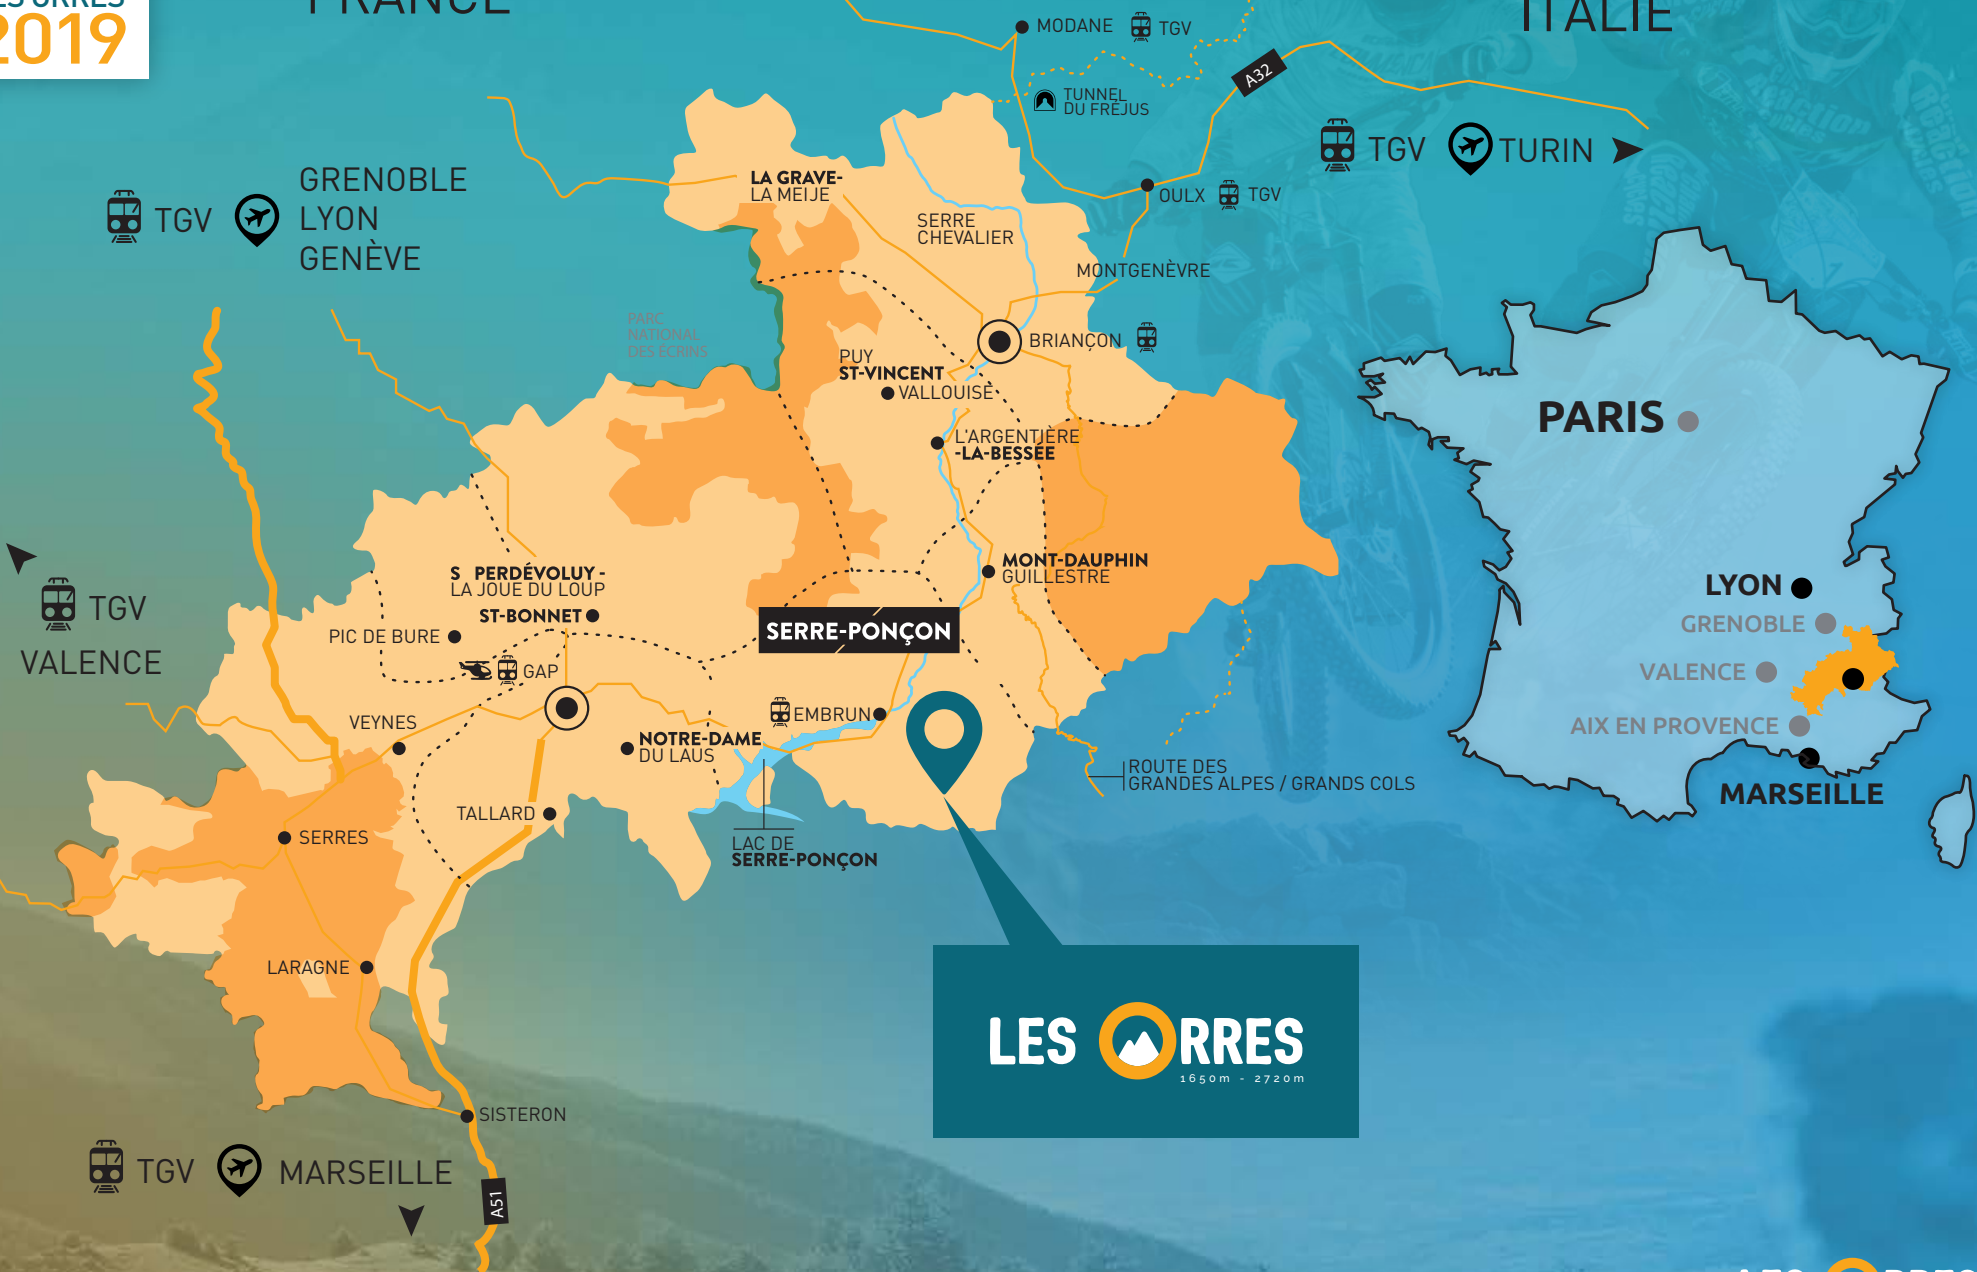 LES ORRES
2019
FRANCE
ITALIE
MODANE TGV
A32
TUNNEL
DU FRÉJUS
TGV TURIN
OULX TGV
TGV
GRENOBLE
LYON
GENÈVE
LA GRAVE-
LA MEIJE
SERRE
CHEVALIER
MONTGENÈVRE
PARC
NATIONAL
DES ÉCRINS
BRIANÇON
PUY
ST-VINCENT
VALLOUISE
L'ARGENTIÈRE
-LA-BESSÉE
PARIS
MONT-DAUPHIN
GUILLESTRE
S PERDÉVOLUY -
LA JOUE DU LOUP
ST-BONNET
PIC DE BURE
SERRE-PONÇON
GAP
TGV
VALENCE
LYON
GRENOBLE
VALENCE
AIX EN PROVENCE
MARSEILLE
VEYNES
EMBRUN
NOTRE-DAME
DU LAUS
ROUTE DES
GRANDES ALPES / GRANDS COLS
TALLARD
SERRES
LAC DE
SERRE-PONÇON
LARAGNE
LES ORRES
1650m - 2720m
SISTERON
TGV MARSEILLE
A51